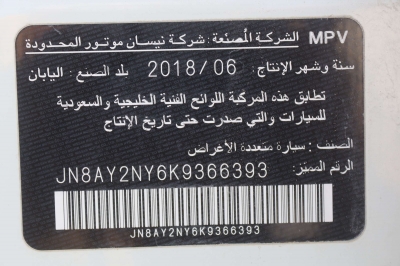 MPV الشركة المصنعة: شركة نيسان موتور المحدودة
سنة وشهر الإنتاج: 2018/06 بلد الصنع: اليابان
تطابق هذه المركبة اللوائح الفنية الخليجية والسعودية
للسيارات والتي صدرت حتى تاريخ الإنتاج
الصنف: سيارة متعددة الأغراض
الرقم المميز: JN8AY2NY6K9366393
JN8AY2NY6K9366393